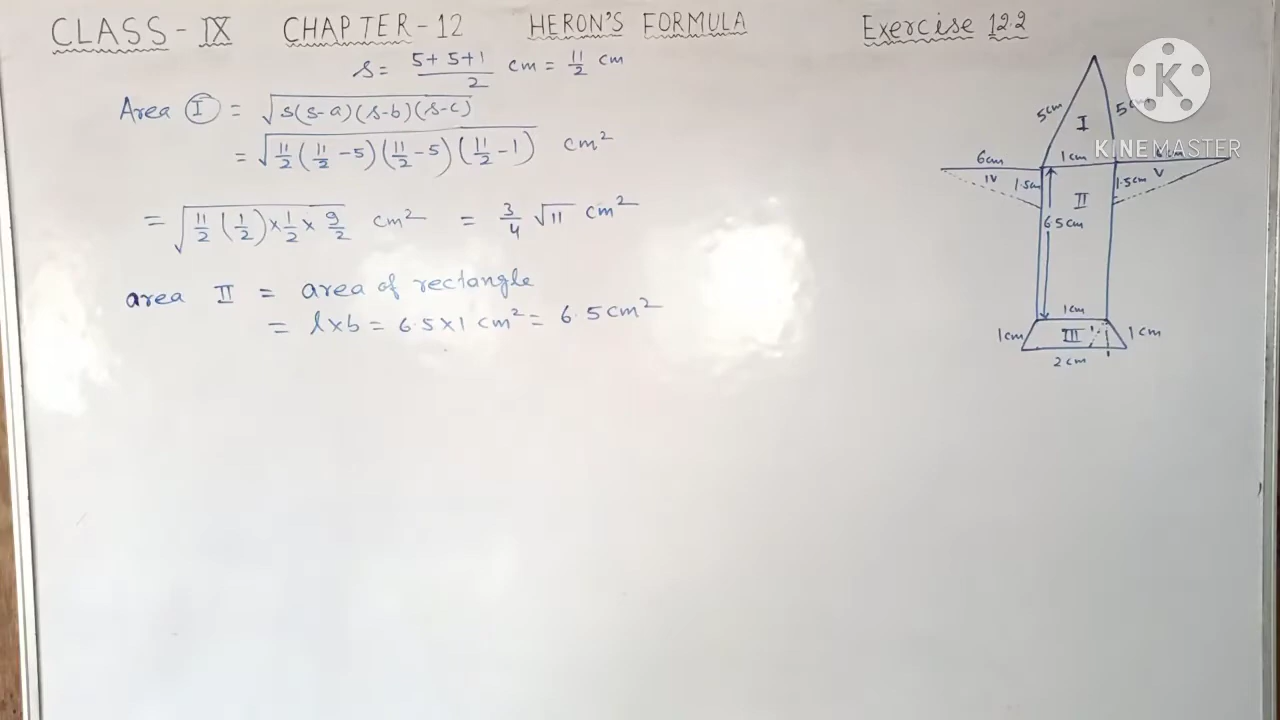 CLASS - IX CHAPTER - 12 HERON'S FORMULA Exercise 12.2
s = 5+5+1/2 cm = 11/2 cm
Area I = √s(s-a)(s-b)(s-c)
= √11/2 (11/2 - 5)(11/2 - 5)(11/2 - 1) cm²
= √11/2 (1/2) × 1/2 × 9/2 cm² = 3/4 √11 cm²
area II = area of rectangle
= l×b = 6.5×1 cm² = 6.5 cm²
K
KINEMASTER
5cm
I
6cm 1cm
IV 1.5cm II 1.5cm V
6.5cm
1cm
1cm III 1cm
2cm